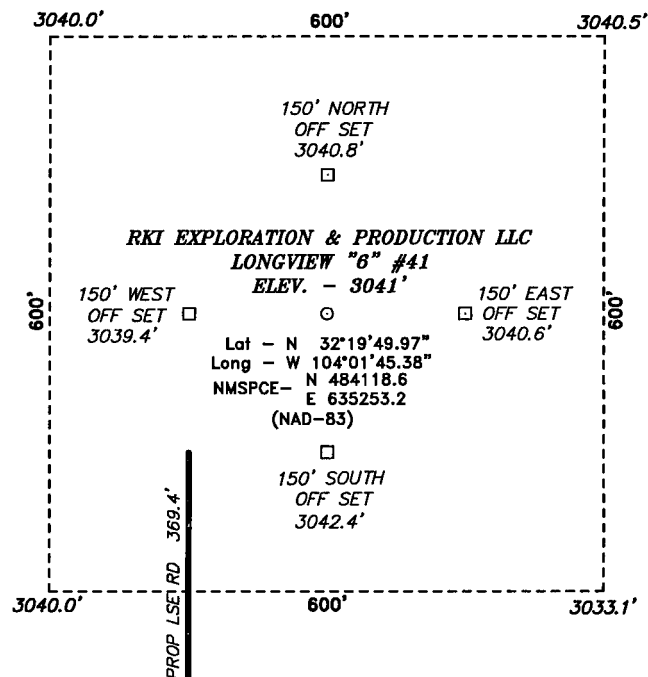 3040.0' 600' 3040.5'
150' NORTH
OFF SET
3040.8'
RKI EXPLORATION & PRODUCTION LLC
LONGVIEW "6" #41
ELEV. - 3041'
600'
150' WEST
OFF SET
3039.4'
150' EAST
OFF SET
3040.6'
600'
Lat - N 32°19'49.97"
Long - W 104°01'45.38"
NMSPCE- N 484118.6
E 635253.2
(NAD-83)
150' SOUTH
OFF SET
3042.4'
PROP LSE RD 369.4'
3040.0' 600' 3033.1'